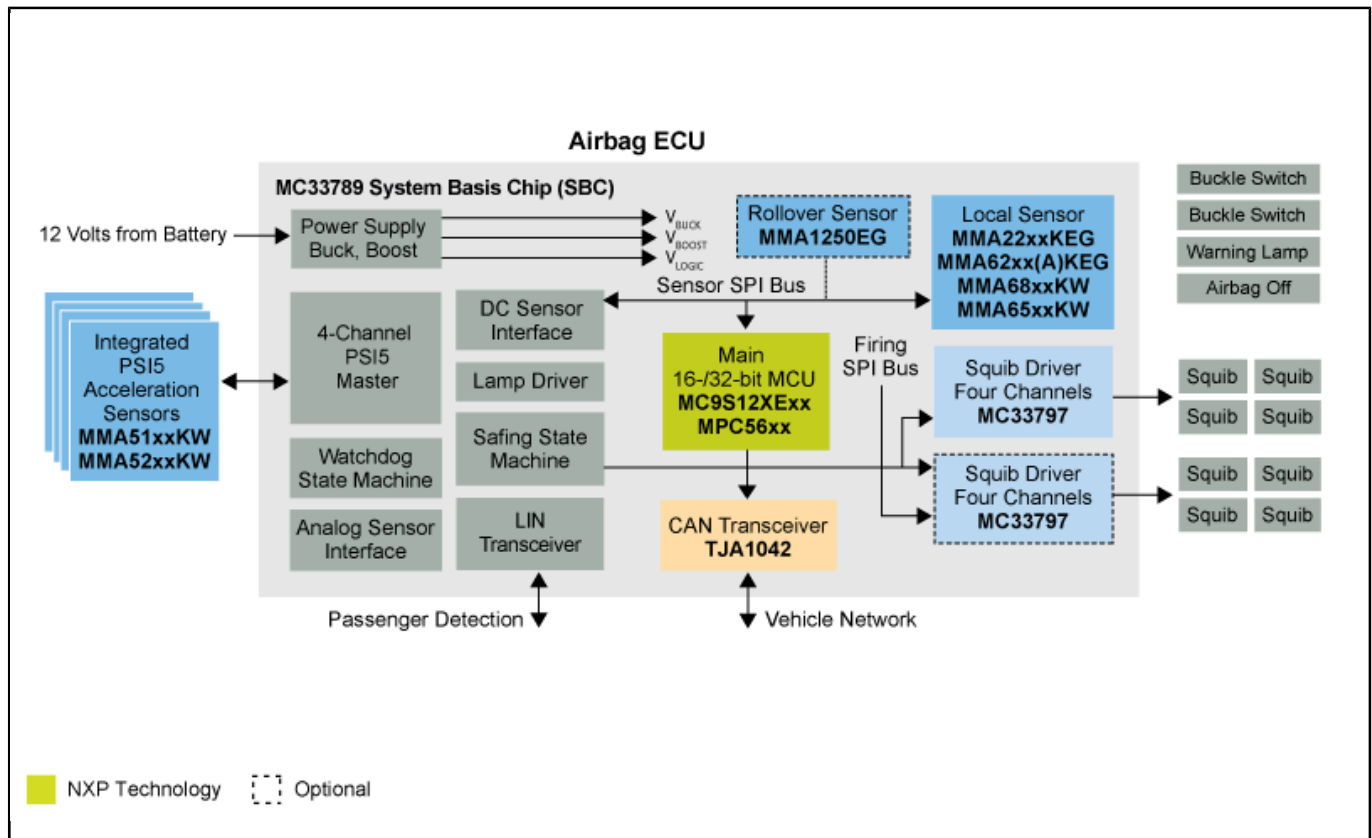 Airbag ECU
MC33789 System Basis Chip (SBC)
12 Volts from Battery
Power Supply
Buck, Boost
VBUCK
VBOOST
VLOGIC
Rollover Sensor
MMA1250EG
Local Sensor
MMA22xxKEG
MMA62xx(A)KEG
MMA68xxKW
MMA65xxKW
Buckle Switch
Buckle Switch
Warning Lamp
Airbag Off
Sensor SPI Bus
Integrated
PSI5
Acceleration
Sensors
MMA51xxKW
MMA52xxKW
4-Channel
PSI5
Master
DC Sensor
Interface
Lamp Driver
Safing State
Machine
Watchdog
State Machine
Analog Sensor
Interface
LIN
Transceiver
Main
16-/32-bit MCU
MC9S12XExx
MPC56xx
Firing
SPI Bus
Squib Driver
Four Channels
MC33797
Squib Squib
Squib Squib
Squib Driver
Four Channels
MC33797
Squib Squib
Squib Squib
CAN Transceiver
TJA1042
Passenger Detection
Vehicle Network
NXP Technology
Optional